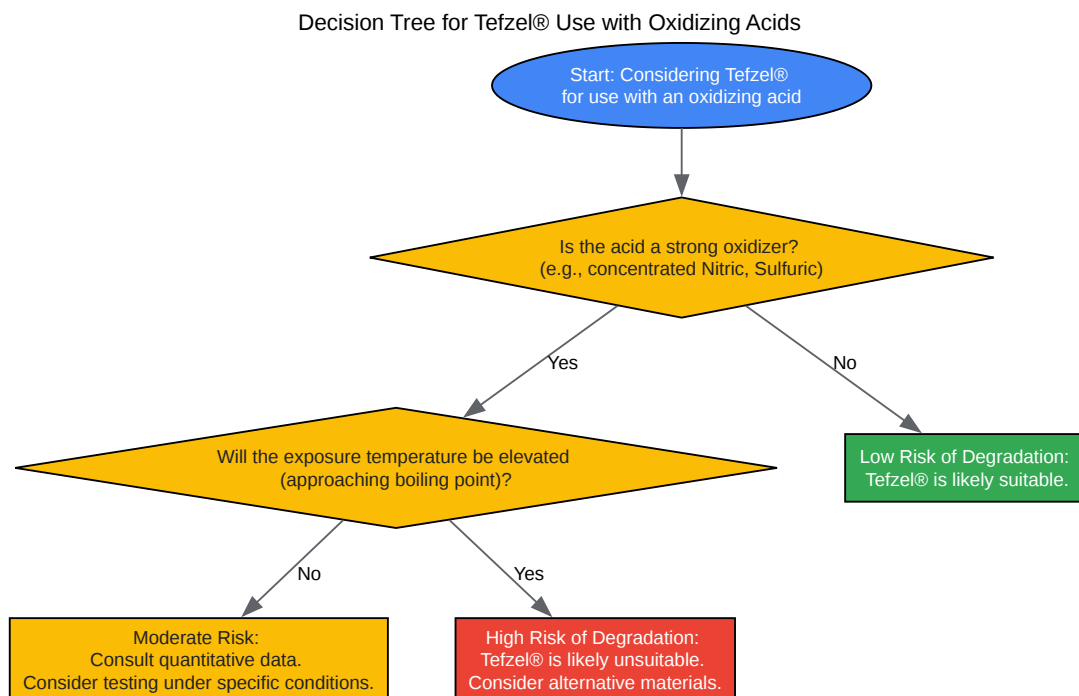 Decision Tree for Tefzel® Use with Oxidizing Acids
Start: Considering Tefzel®
for use with an oxidizing acid
Is the acid a strong oxidizer?
(e.g., concentrated Nitric, Sulfuric)
Yes
No
Will the exposure temperature be elevated
(approaching boiling point)?
Low Risk of Degradation:
Tefzel® is likely suitable.
No
Yes
Moderate Risk:
Consult quantitative data.
Consider testing under specific conditions.
High Risk of Degradation:
Tefzel® is likely unsuitable.
Consider alternative materials.